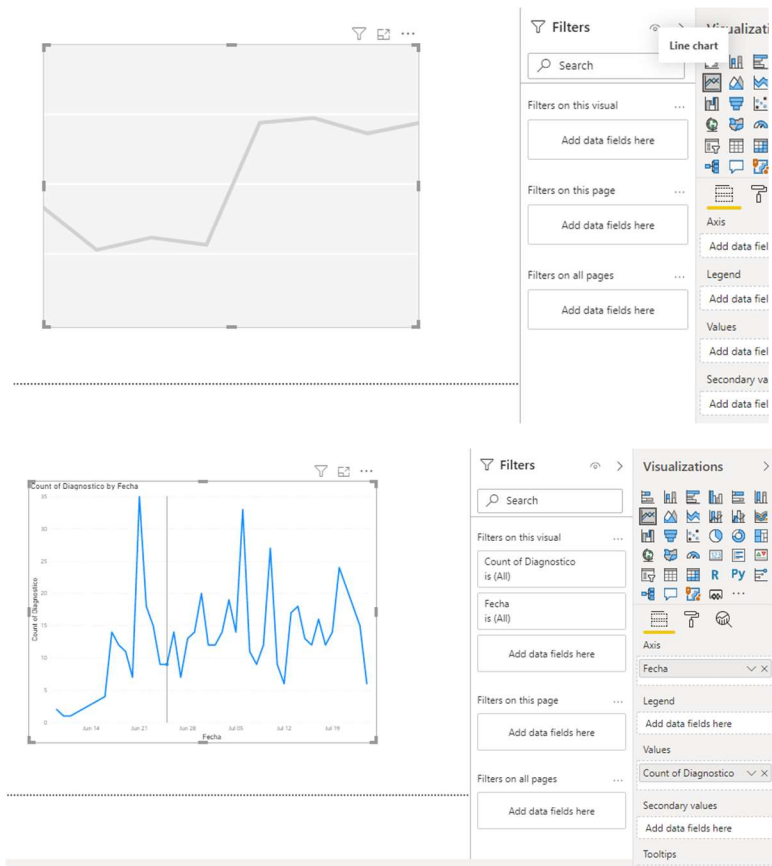 Filters
Visualizati
Line chart
Search
Filters on this visual
...
Add data fields here
Filters on this page
...
Add data fields here
Filters on all pages
...
Add data fields here
Axis
Add data fiel
Legend
Add data fiel
Values
Add data fiel
Secondary va
Add data fiel
Count of Diagnostico by Fecha
Count of Diagnostico
35
30
25
20
15
10
5
0
Jun 14
Jun 21
Jun 28
Jul 05
Jul 12
Jul 19
Fecha
Filters
Search
Filters on this visual
...
Count of Diagnostico
is (All)
Fecha
is (All)
Add data fields here
Filters on this page
...
Add data fields here
Filters on all pages
...
Add data fields here
Visualizations
R Py
...
Axis
Fecha
Legend
Add data fields here
Values
Count of Diagnostico
Secondary values
Add data fields here
Tooltips